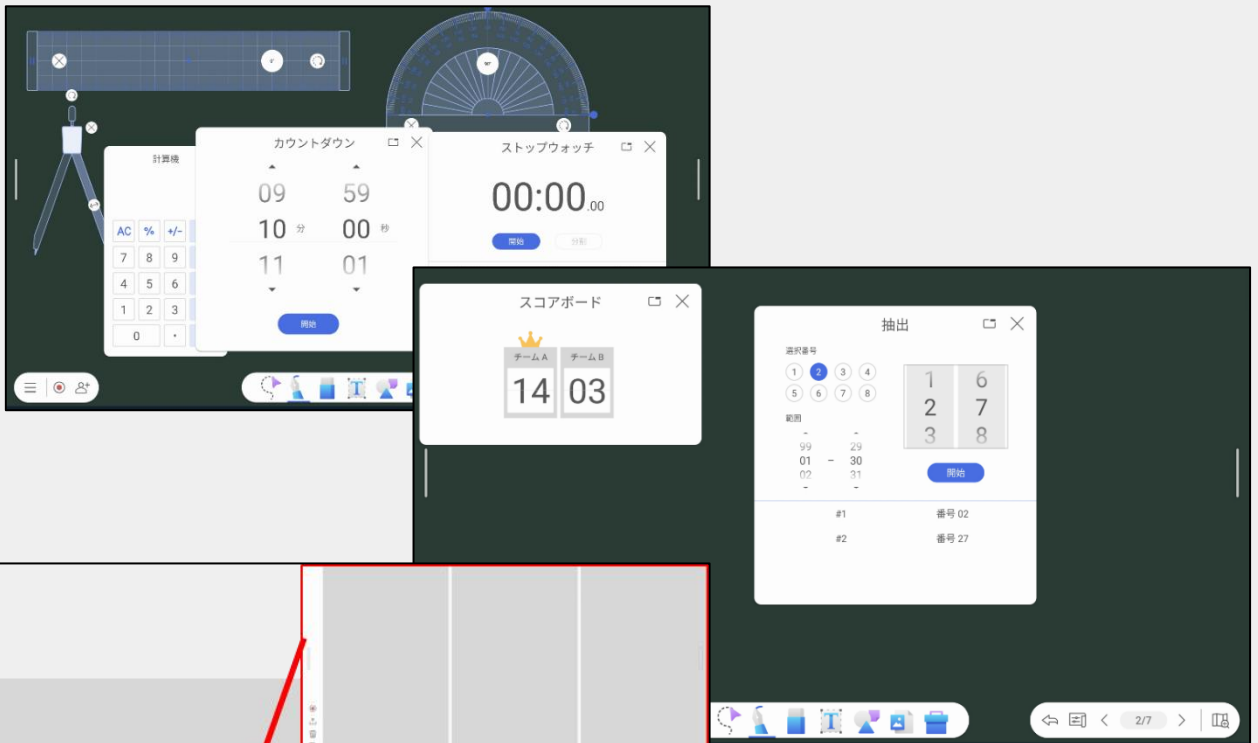 カウントダウン
09 59
10 分 00 秒
11 01
開始
計算機
AC % +/-
7 8 9
4 5 6
1 2 3
0 ·
ストップウォッチ
00:00.00
開始
スコアボード
チーム A チーム B
14 03
抽出
選択番号
1 2 3 4
5 6 7 8
範囲
99 29
01 – 30
02 31
1 6
2 7
3 8
開始
#1 番号 02
#2 番号 27
T
T
2/7